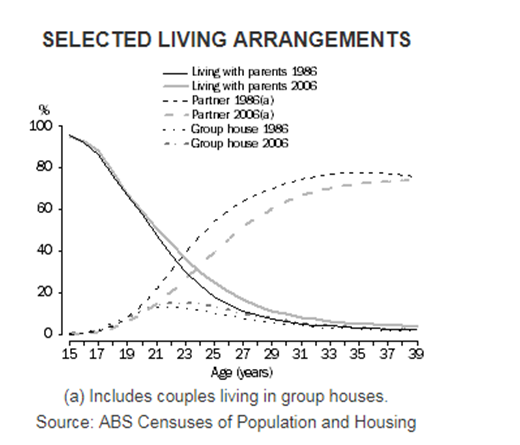 SELECTED LIVING ARRANGEMENTS
Living with parents 1986
Living with parents 2006
Partner 1986(a)
Partner 2006(a)
Group house 1986
Group house 2006
%
100
80
60
40
20
0
15 17 19 21 23 25 27 29 31 33 35 37 39
Age (years)
(a) Includes couples living in group houses.
Source: ABS Censuses of Population and Housing